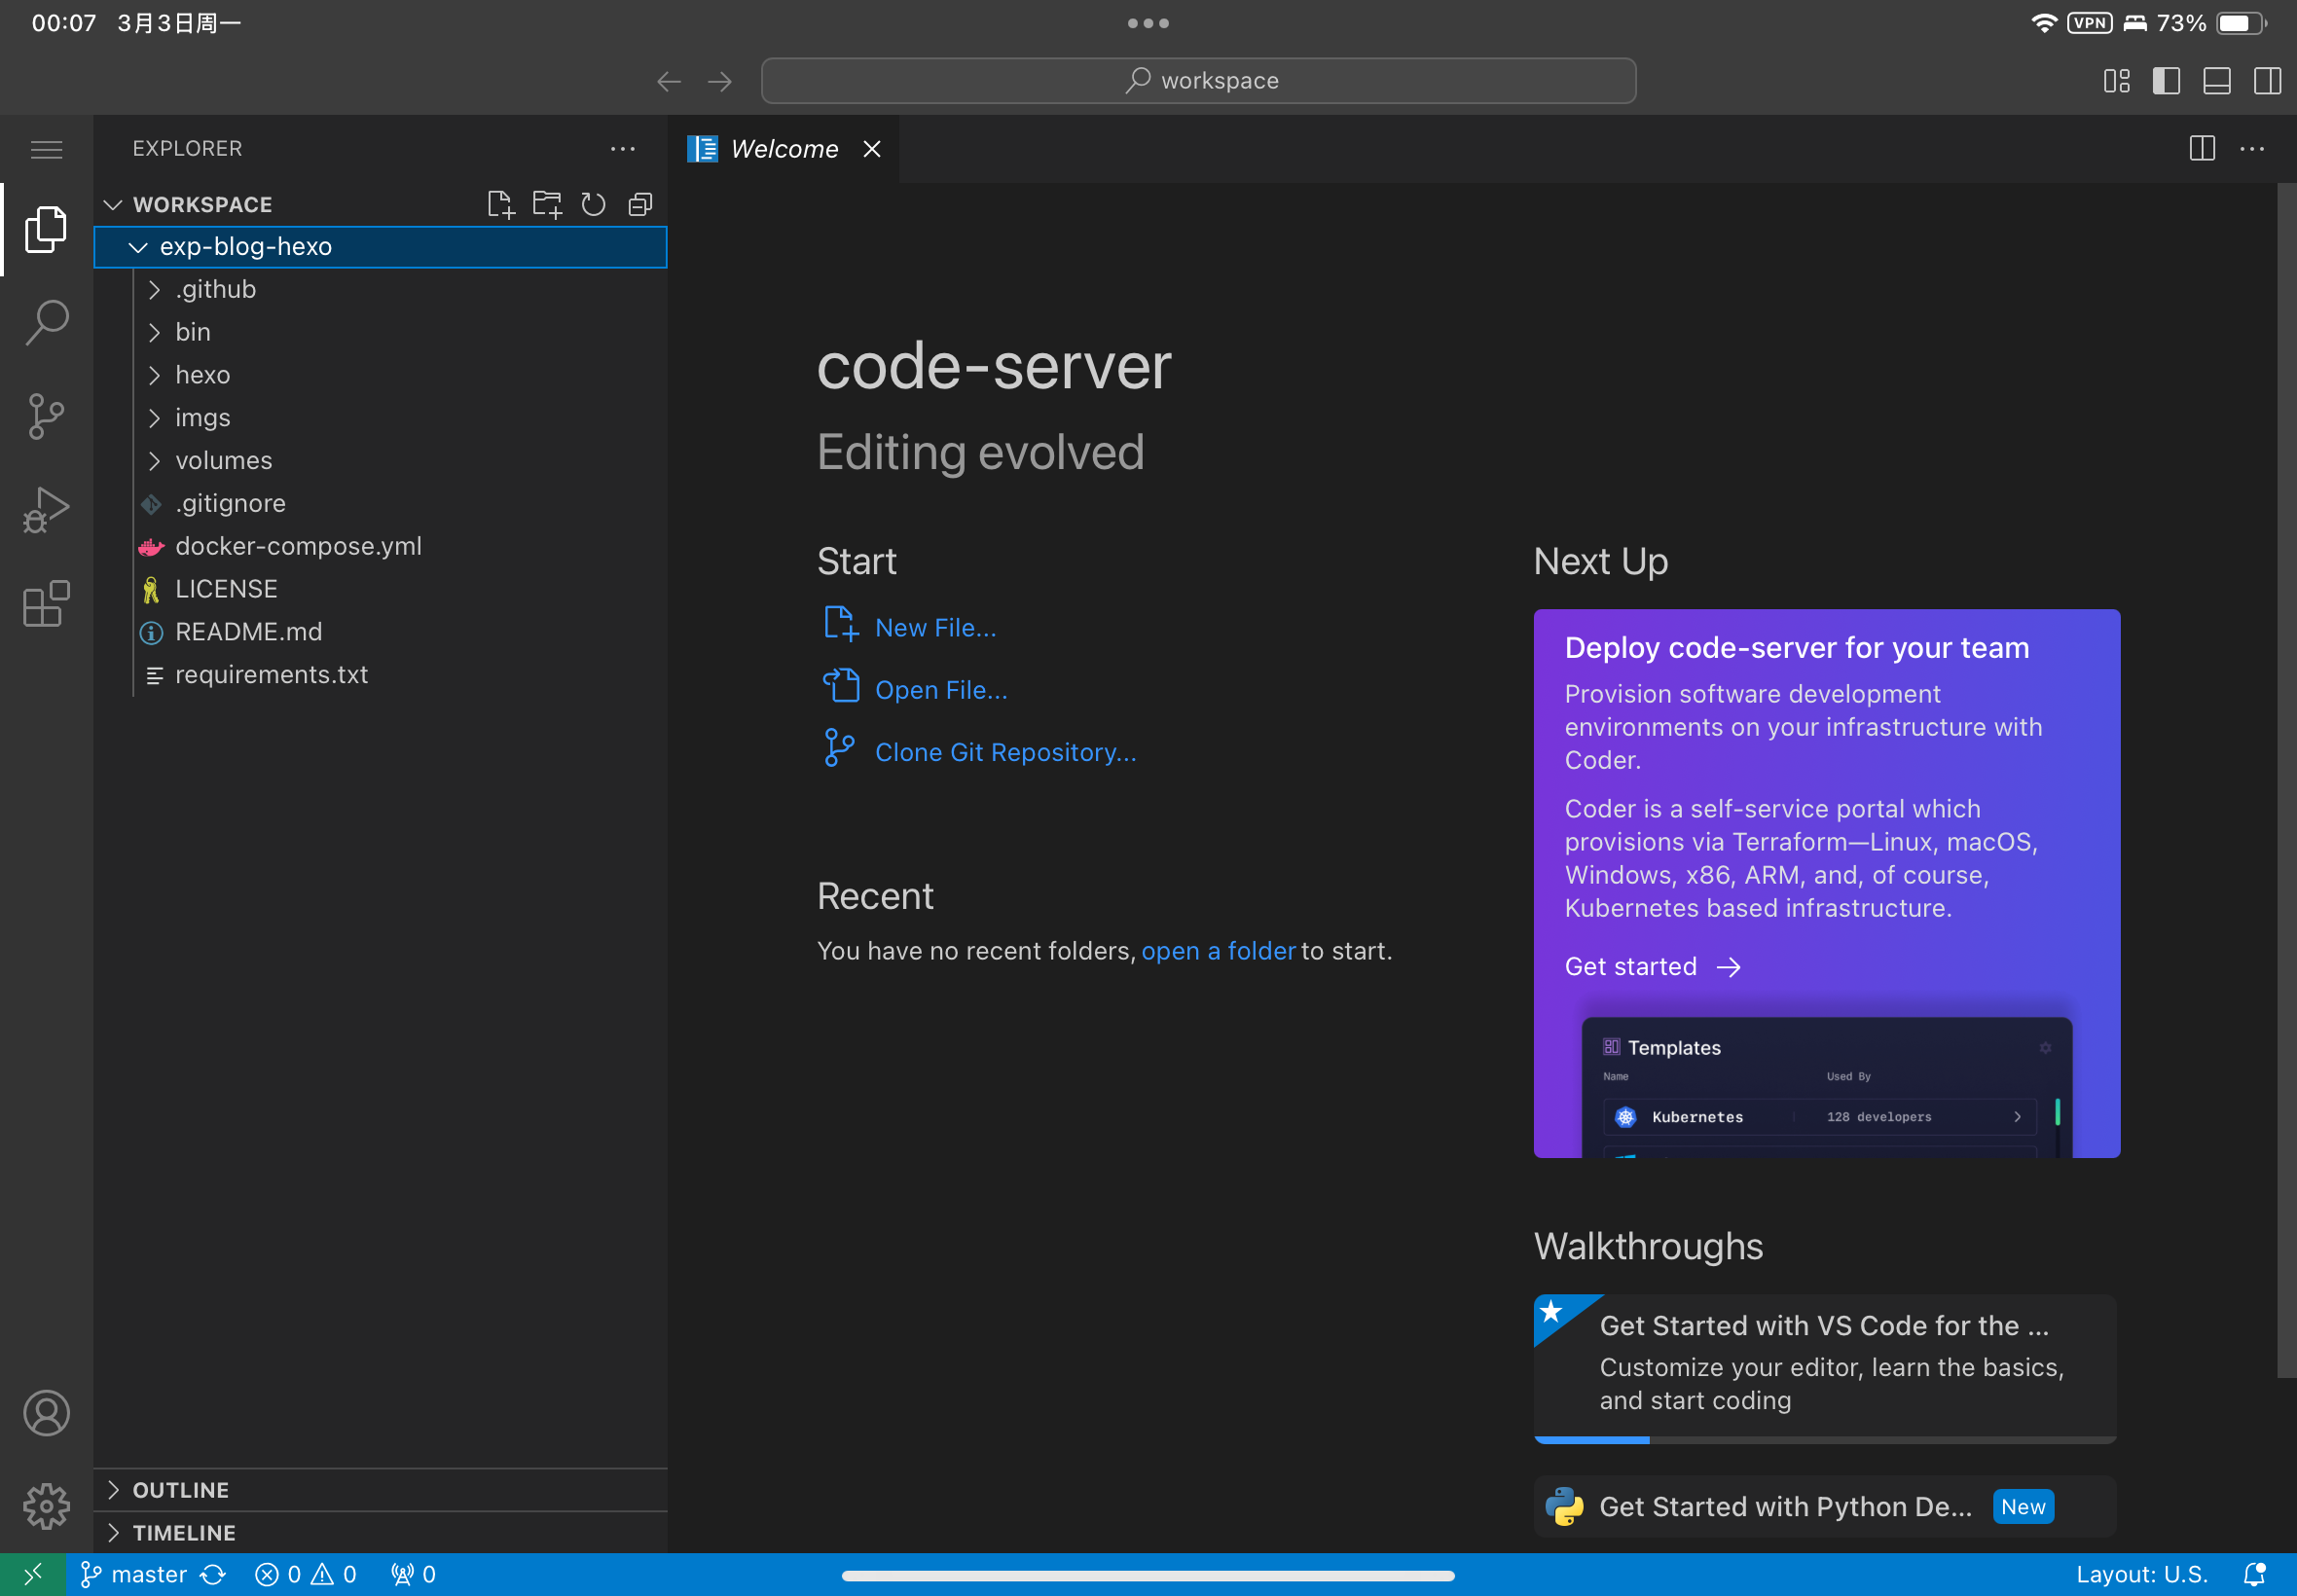 00:07 3月3日周一
VPN 73%
workspace
EXPLORER
Welcome
WORKSPACE
exp-blog-hexo
.github
bin
hexo
imgs
volumes
.gitignore
docker-compose.yml
LICENSE
README.md
requirements.txt
OUTLINE
TIMELINE
code-server
Editing evolved
Start
New File...
Open File...
Clone Git Repository...
Recent
You have no recent folders, open a folder to start.
Next Up
Deploy code-server for your team
Provision software development
environments on your infrastructure with
Coder.
Coder is a self-service portal which
provisions via Terraform—Linux, macOS,
Windows, x86, ARM, and, of course,
Kubernetes based infrastructure.
Get started
Templates
Name Used By
Kubernetes 128 developers
Walkthroughs
Get Started with VS Code for the ...
Customize your editor, learn the basics,
and start coding
Get Started with Python De... New
master 0 0 0 Layout: U.S.